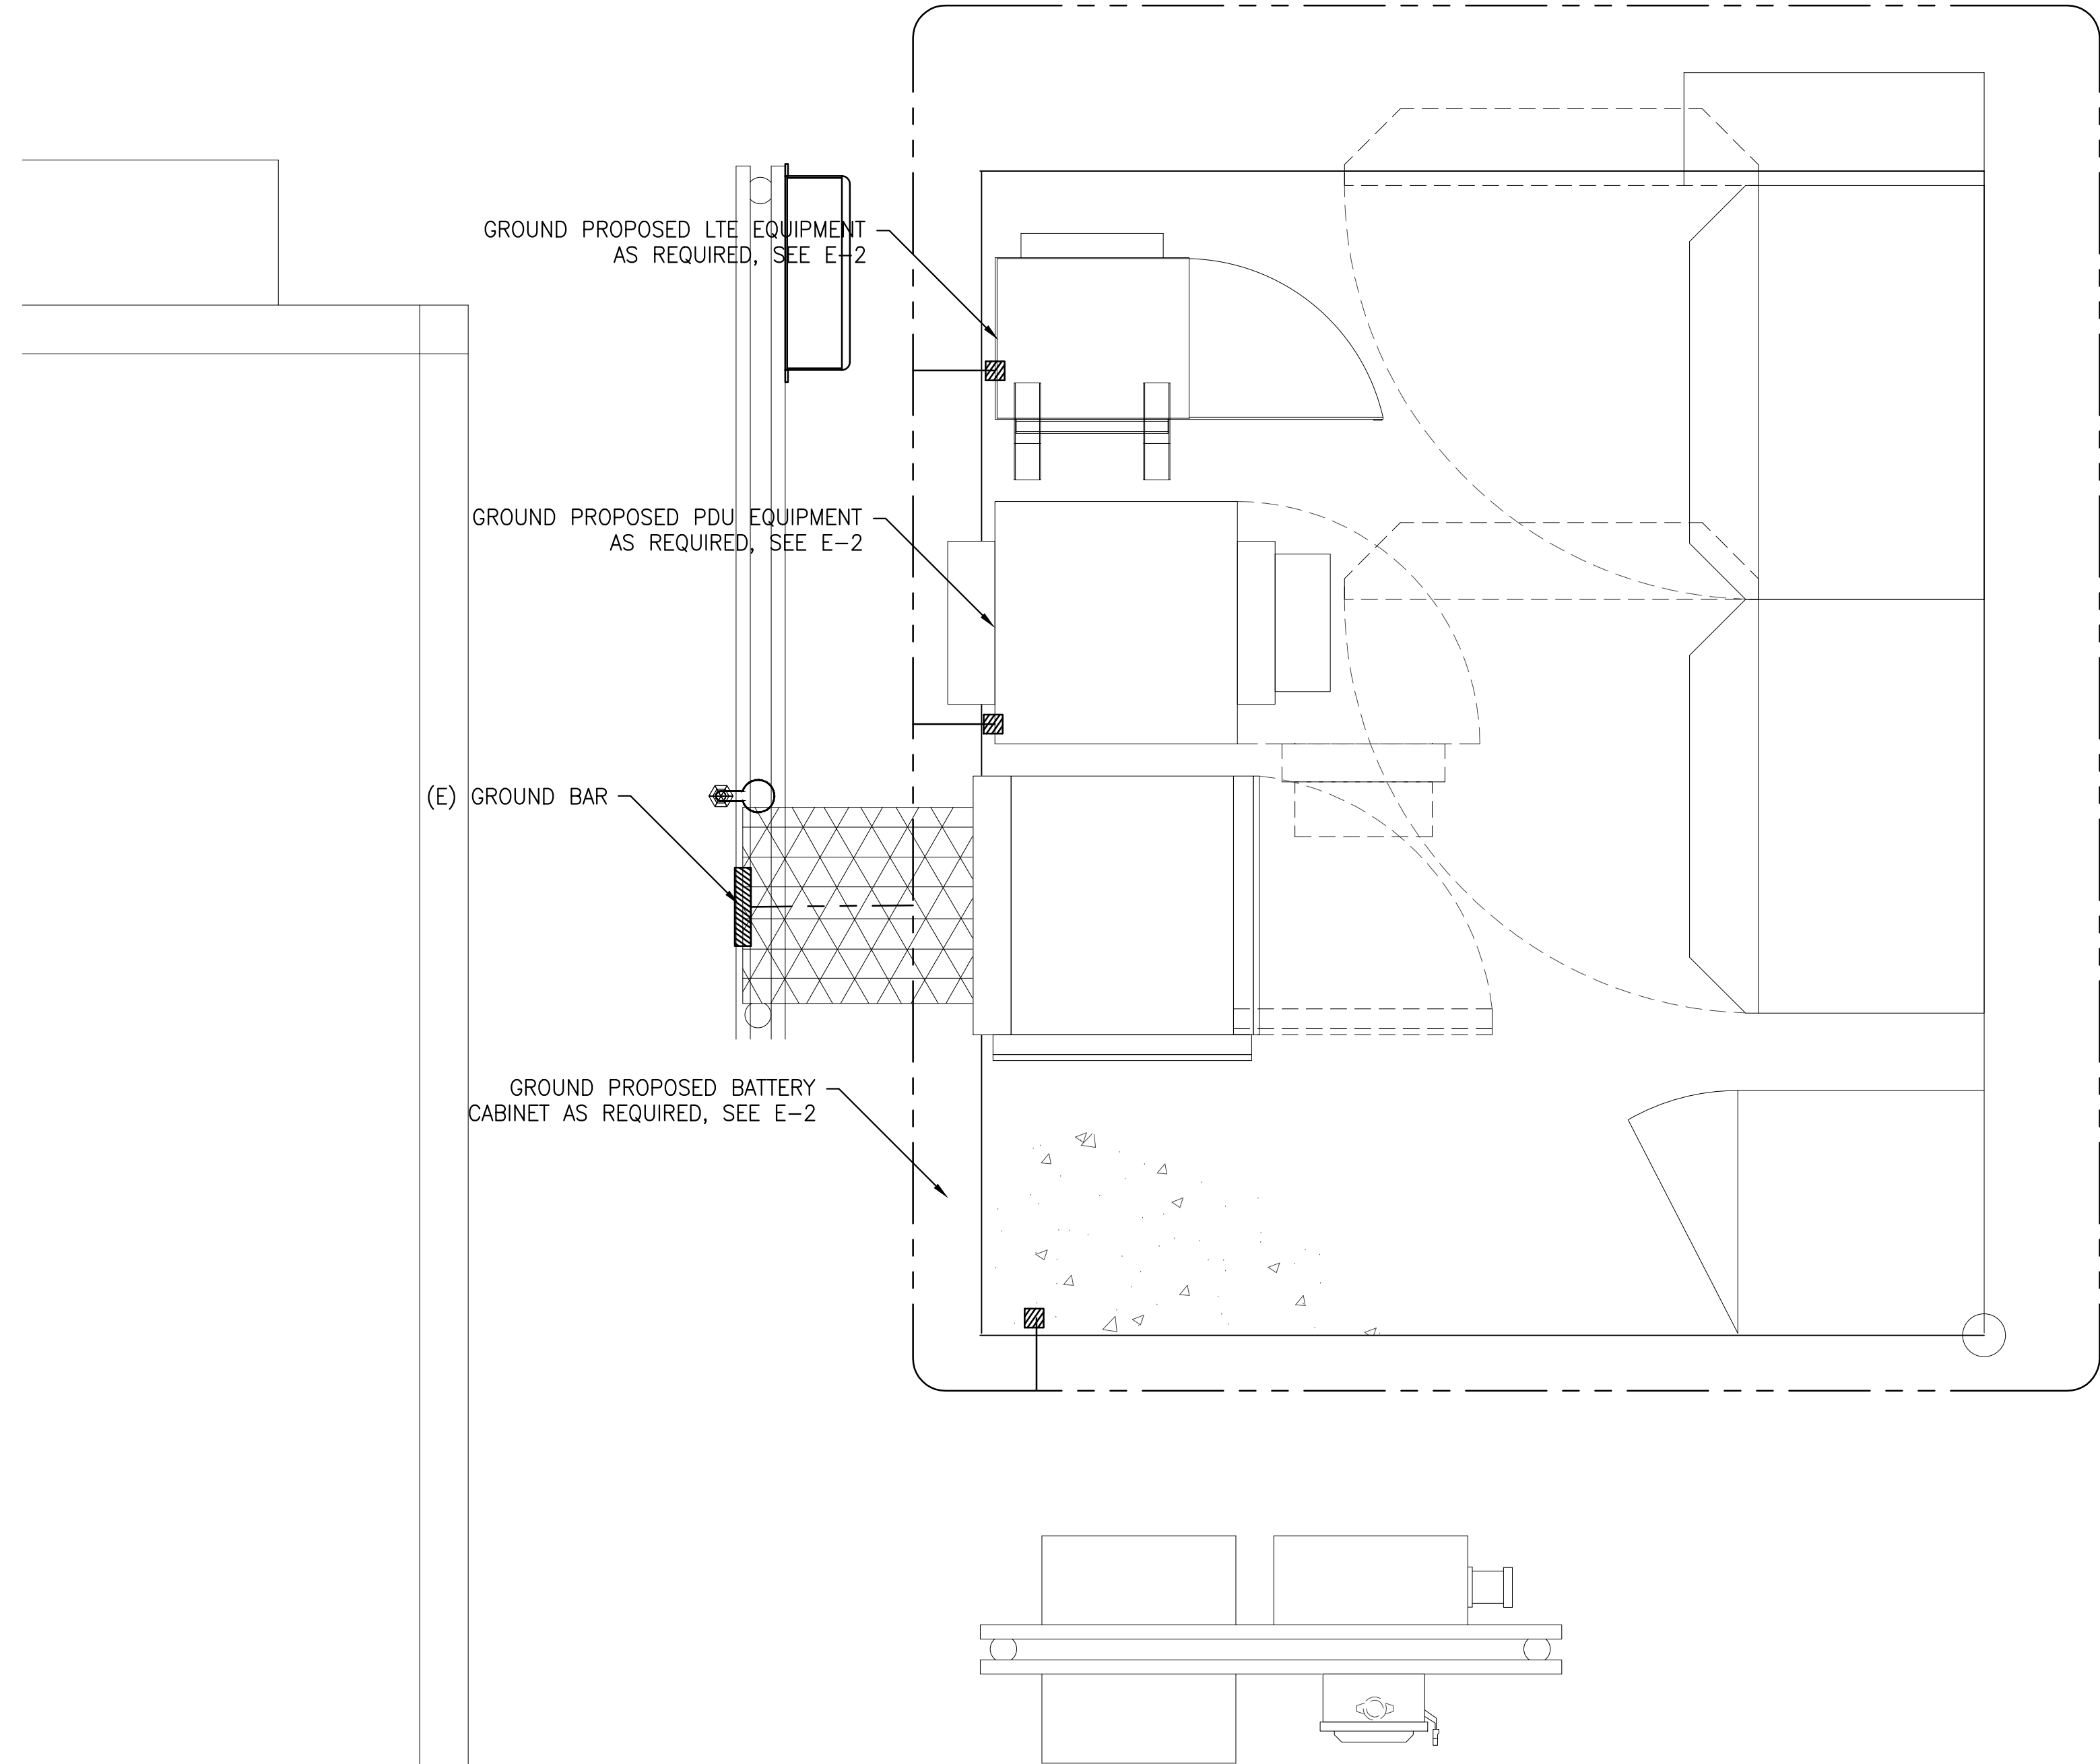 GROUND PROPOSED LTE EQUIPMENT
AS REQUIRED, SEE E-2
GROUND PROPOSED PDU EQUIPMENT
AS REQUIRED, SEE E-2
(E) GROUND BAR
GROUND PROPOSED BATTERY
CABINET AS REQUIRED, SEE E-2